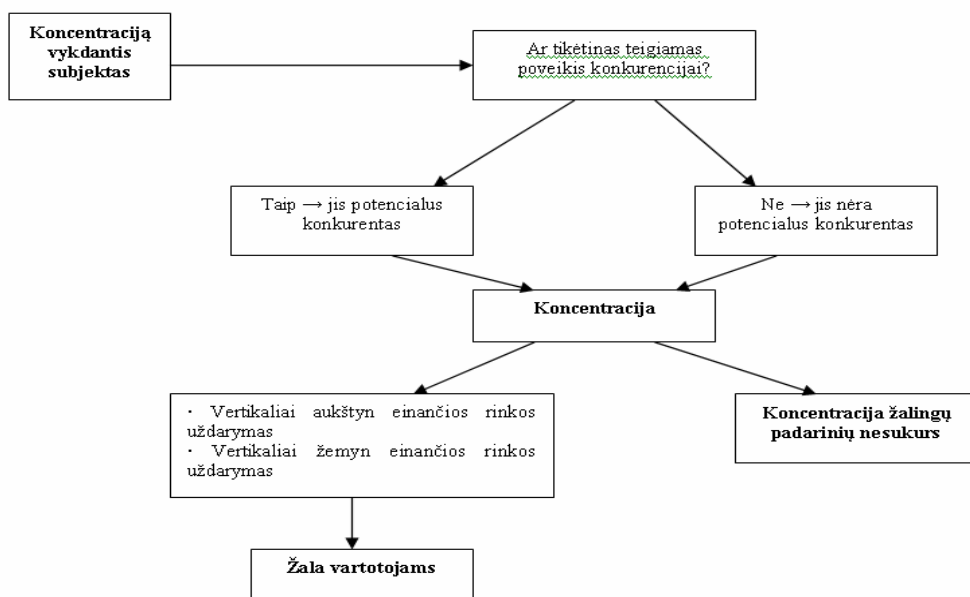 Koncentraciją
vykdantis
subjektas
Ar tikėtinas teigiamas
poveikis konkurencijai?
Taip → jis potencialus
konkurentas
Ne → jis nėra
potencialus konkurentas
Koncentracija
· Vertikaliai aukštyn einančios rinkos
uždarymas
· Vertikaliai žemyn einančios rinkos
uždarymas
Koncentracija žalingų
padarinių nesukurs
Žala vartotojams